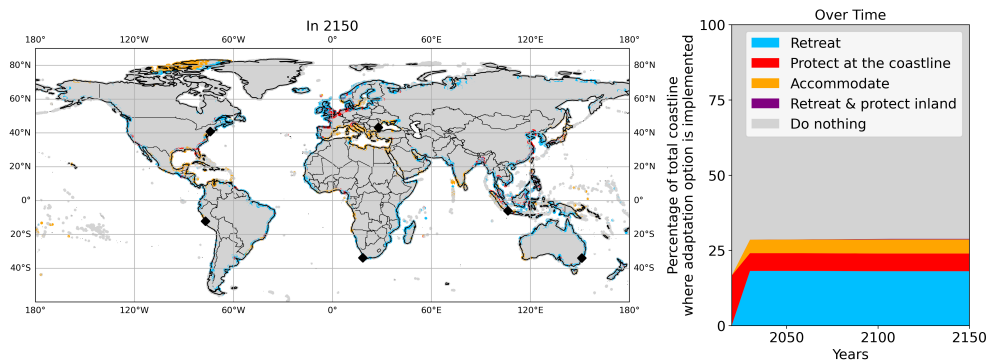 In 2150
180° 120°W 60°W 0° 60°E 120°E 180°
80°N 80°N
60°N 60°N
40°N 40°N
20°N 20°N
0° 0°
20°S 20°S
40°S 40°S
180° 120°W 60°W 0° 60°E 120°E 180°
Over Time
Percentage of total coastline
where adaptation option is implemented
100
75
50
25
0
Retreat
Protect at the coastline
Accommodate
Retreat & protect inland
Do nothing
2050 2100 2150
Years